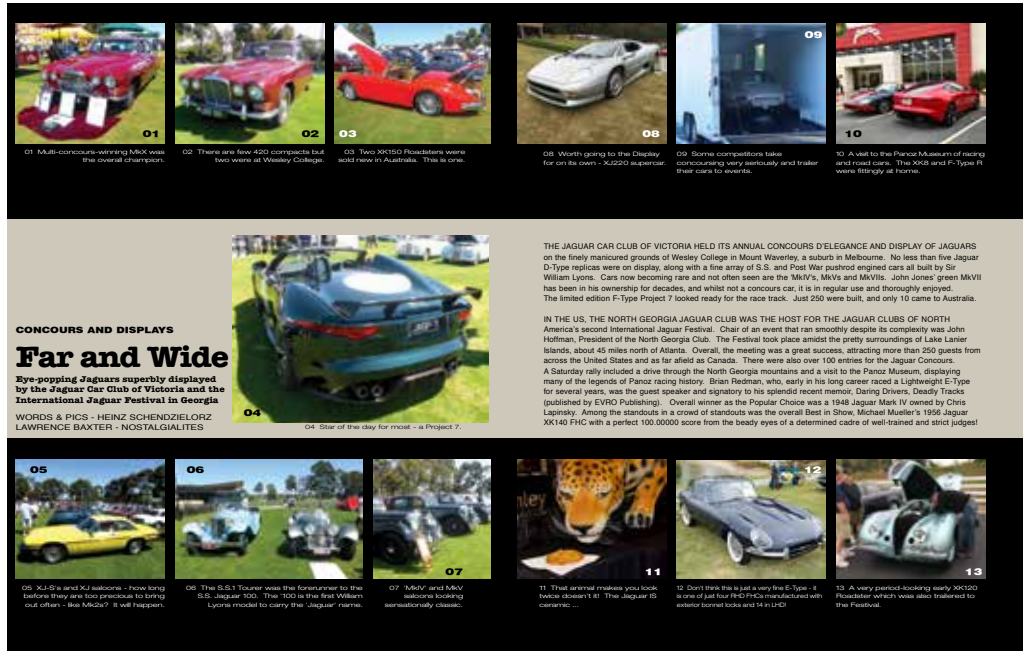 01
01  Multi-concours-winning MkX was
the overall champion.
02
02  There are few 420 compacts but
two were at Wesley College.
03
03  Two XK150 Roadsters were
sold new in Australia.  This is one.
08
08  Worth going to the Display
for on its own - XJ220 supercar.
09
09  Some competitors take
concoursing very seriously and trailer
their cars to events.
10
10  A visit to the Panoz Museum of racing
and road cars.  The XK8 and F-Type R
were fittingly at home.
CONCOURS AND DISPLAYS
Far and Wide
Eye-popping Jaguars superbly displayed
by the Jaguar Car Club of Victoria and the
International Jaguar Festival in Georgia
WORDS & PICS - HEINZ SCHENDZIELORZ
LAWRENCE BAXTER - NOSTALGIALITES
04
04  Star of the day for most - a Project 7.
THE JAGUAR CAR CLUB OF VICTORIA HELD ITS ANNUAL CONCOURS D'ELEGANCE AND DISPLAY OF JAGUARS
on the finely manicured grounds of Wesley College in Mount Waverley, a suburb in Melbourne.  No less than five Jaguar
D-Type replicas were on display, along with a fine array of S.S. and Post War pushrod engined cars all built by Sir
William Lyons.  Cars now becoming rare and not often seen are the 'MkIV's, MkVs and MkVIIs.  John Jones' green MkVII
has been in his ownership for decades, and whilst not a concours car, it is in regular use and thoroughly enjoyed.
The limited edition F-Type Project 7 looked ready for the race track.  Just 250 were built, and only 10 came to Australia.
IN THE US, THE NORTH GEORGIA JAGUAR CLUB WAS THE HOST FOR THE JAGUAR CLUBS OF NORTH
America's second International Jaguar Festival.  Chair of an event that ran smoothly despite its complexity was John
Hoffman, President of the North Georgia Club.  The Festival took place amidst the pretty surroundings of Lake Lanier
Islands, about 45 miles north of Atlanta.  Overall, the meeting was a great success, attracting more than 250 guests from
across the United States and as far afield as Canada.  There were also over 100 entries for the Jaguar Concours.
A Saturday rally included a drive through the North Georgia mountains and a visit to the Panoz Museum, displaying
many of the legends of Panoz racing history.  Brian Redman, who, early in his long career raced a Lightweight E-Type
for several years, was the guest speaker and signatory to his splendid recent memoir, Daring Drivers, Deadly Tracks
(published by EVRO Publishing).   Overall winner as the Popular Choice was a 1948 Jaguar Mark IV owned by Chris
Lapinsky.  Among the standouts in a crowd of standouts was the overall Best in Show, Michael Mueller's 1956 Jaguar
XK140 FHC with a perfect 100.00000 score from the beady eyes of a determined cadre of well-trained and strict judges!
05
05  XJ-S's and XJ saloons - how long
before they are too precious to bring
out often - like Mk2s?  It will happen.
06
06  The S.S.1 Tourer was the forerunner to the
S.S. Jaguar 100.  The '100 is the first William
Lyons model to carry the 'Jaguar' name.
07
07  'MkIV' and MkV
saloons looking
sensationally classic.
11
11  That animal makes you look
twice doesn't it!  The Jaguar IS
ceramic ...
12
12  Don't think this is just a very fine E-Type - it
is one of just four RHD FHCs manufactured with
exterior bonnet locks and 14 in LHD!
13
13  A very period-looking early XK120
Roadster which was also trailered to
the Festival.